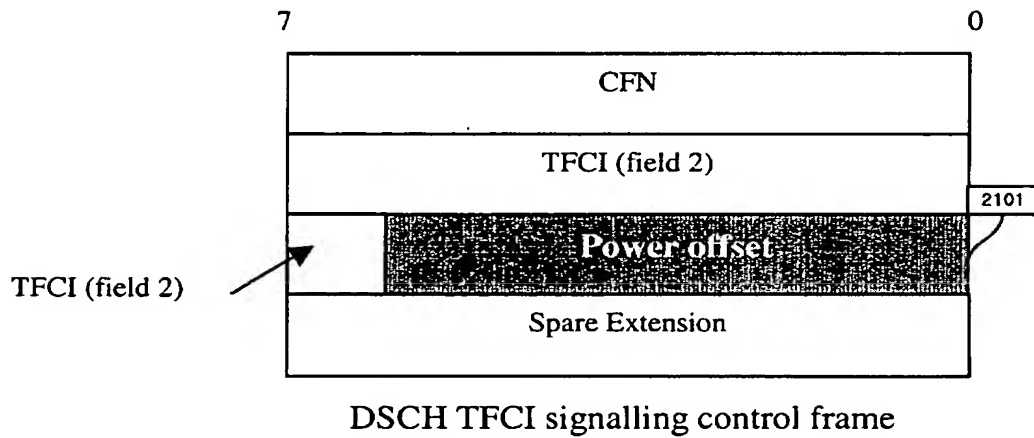 7 0
CFN
TFCI (field 2)
2101
Power offset
TFCI (field 2)
Spare Extension
DSCH TFCI signalling control frame